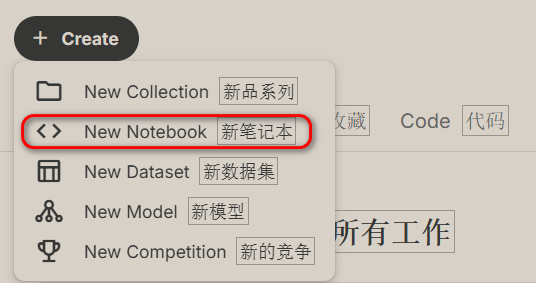 + Create
New Collection 新品系列
New Notebook 新笔记本
收藏 Code 代码
New Dataset 新数据集
New Model 新模型
所有工作
New Competition 新的竞争